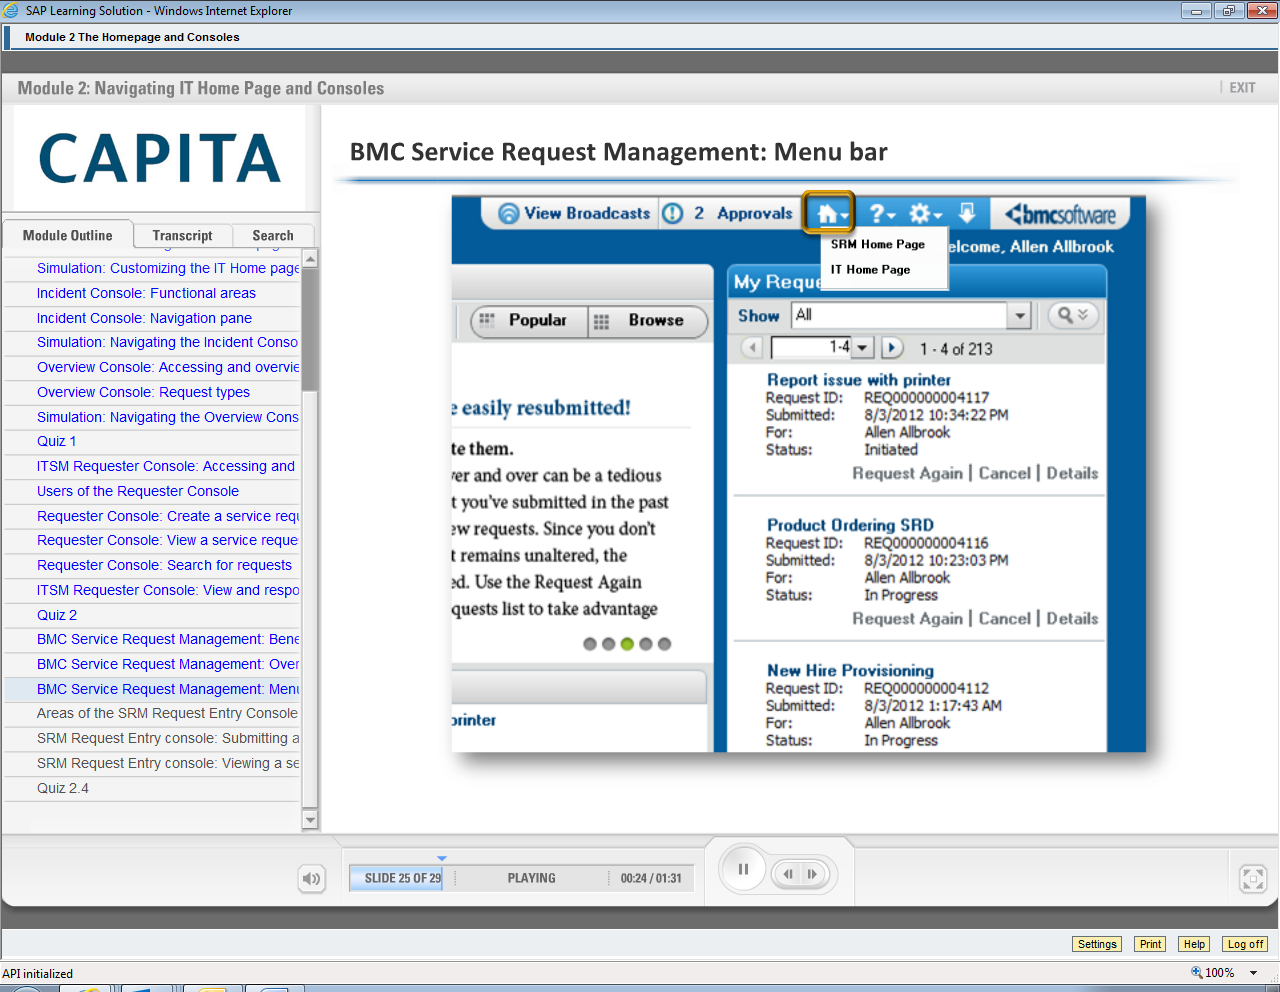 SAP Learning Solution - Windows Internet Explorer
Module 2 The Homepage and Consoles
Module 2: Navigating IT Home Page and Consoles
EXIT
CAPITA
Module Outline
Transcript
Search
Simulation: Customizing the IT Home page
Incident Console: Functional areas
Incident Console: Navigation pane
Simulation: Navigating the Incident Conso
Overview Console: Accessing and overvie
Overview Console: Request types
Simulation: Navigating the Overview Cons
Quiz 1
ITSM Requester Console: Accessing and
Users of the Requester Console
Requester Console: Create a service requ
Requester Console: View a service reque
Requester Console: Search for requests
ITSM Requester Console: View and respo
Quiz 2
BMC Service Request Management: Bene
BMC Service Request Management: Over
BMC Service Request Management: Menu
Areas of the SRM Request Entry Console
SRM Request Entry console: Submitting a
SRM Request Entry console: Viewing a se
Quiz 2.4
BMC Service Request Management: Menu bar
View Broadcasts
2 Approvals
?
bmcsoftware
SRM Home Page
IT Home Page
elcome, Allen Allbrook
My Reque
Popular
Browse
Show
All
1-4
1 - 4 of 213
e easily resubmitted!
te them.
ver and over can be a tedious
t you've submitted in the past
ew requests. Since you don't
t remains unaltered, the
ed. Use the Request Again
quests list to take advantage
printer
Report issue with printer
Request ID: REQ000000004117
Submitted: 8/3/2012 10:34:22 PM
For: Allen Allbrook
Status: Initiated
Request Again | Cancel | Details
Product Ordering SRD
Request ID: REQ000000004116
Submitted: 8/3/2012 10:23:03 PM
For: Allen Allbrook
Status: In Progress
Request Again | Cancel | Details
New Hire Provisioning
Request ID: REQ000000004112
Submitted: 8/3/2012 1:17:43 AM
For: Allen Allbrook
Status: In Progress
SLIDE 25 OF 29
PLAYING
00:24 / 01:31
Settings
Print
Help
Log off
API initialized
100%